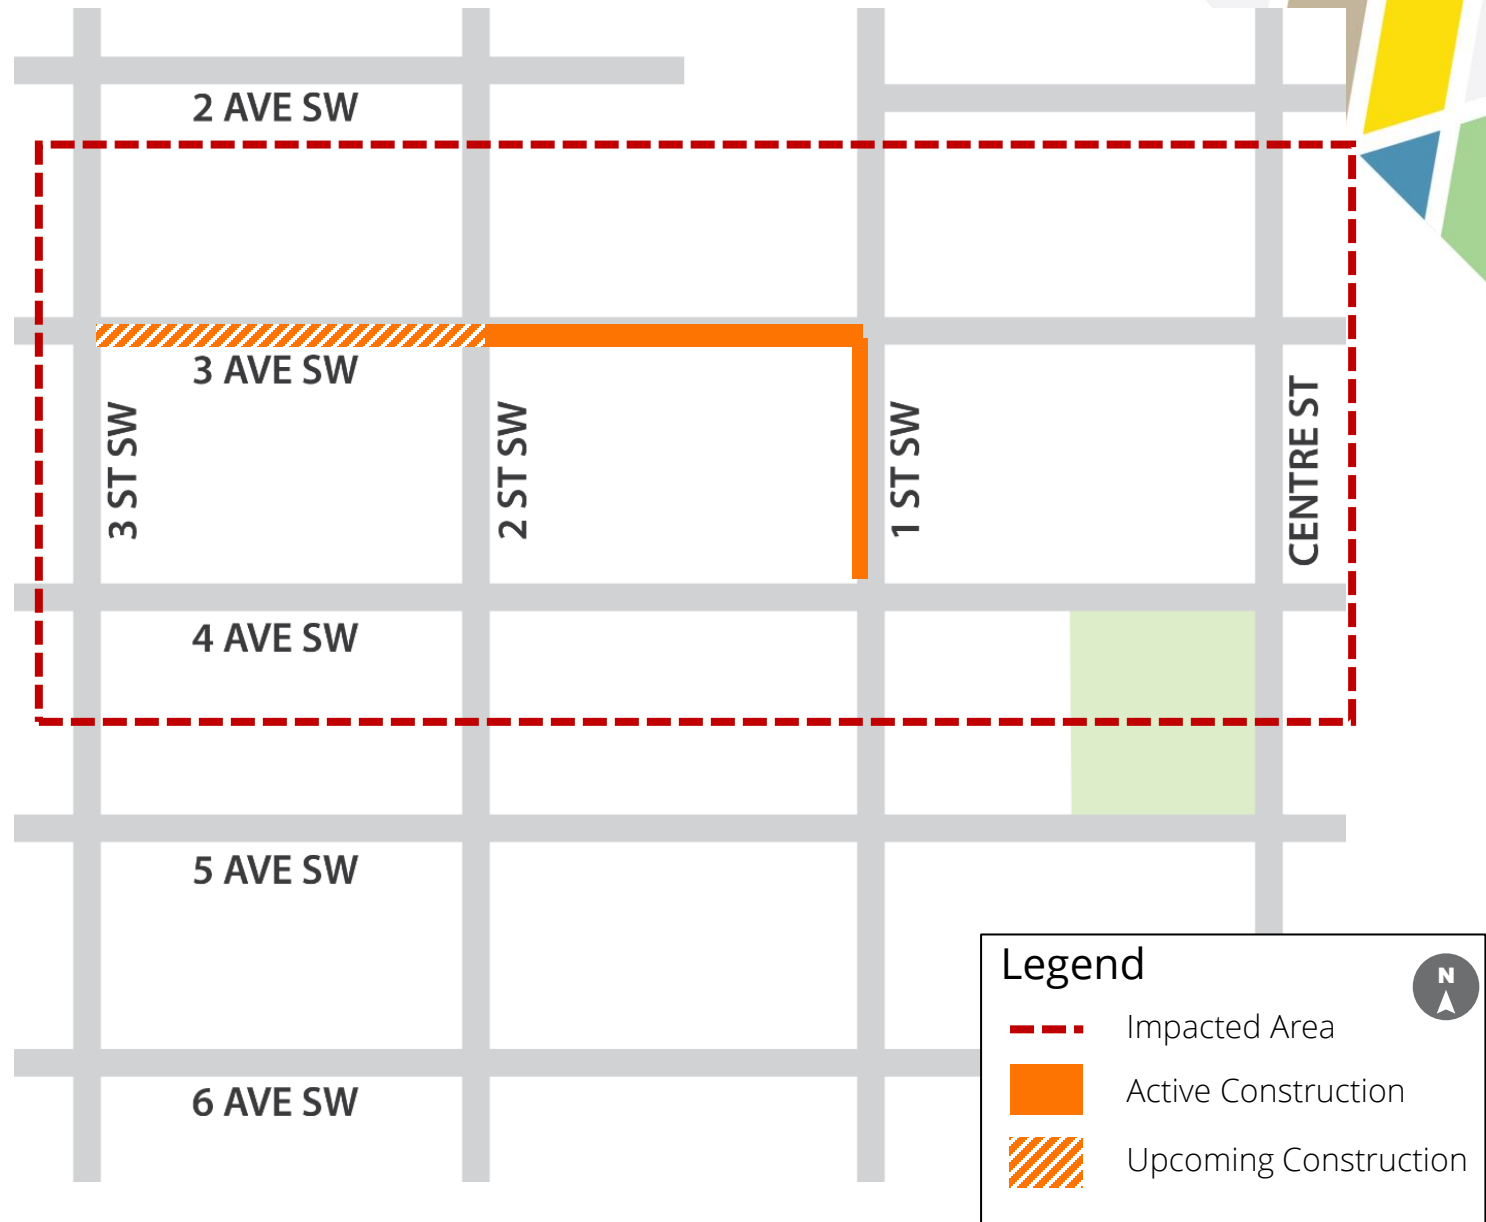 2 AVE SW
3 AVE SW
3 ST SW
2 ST SW
1 ST SW
CENTRE ST
4 AVE SW
5 AVE SW
6 AVE SW
Legend
N
Impacted Area
Active Construction
Upcoming Construction